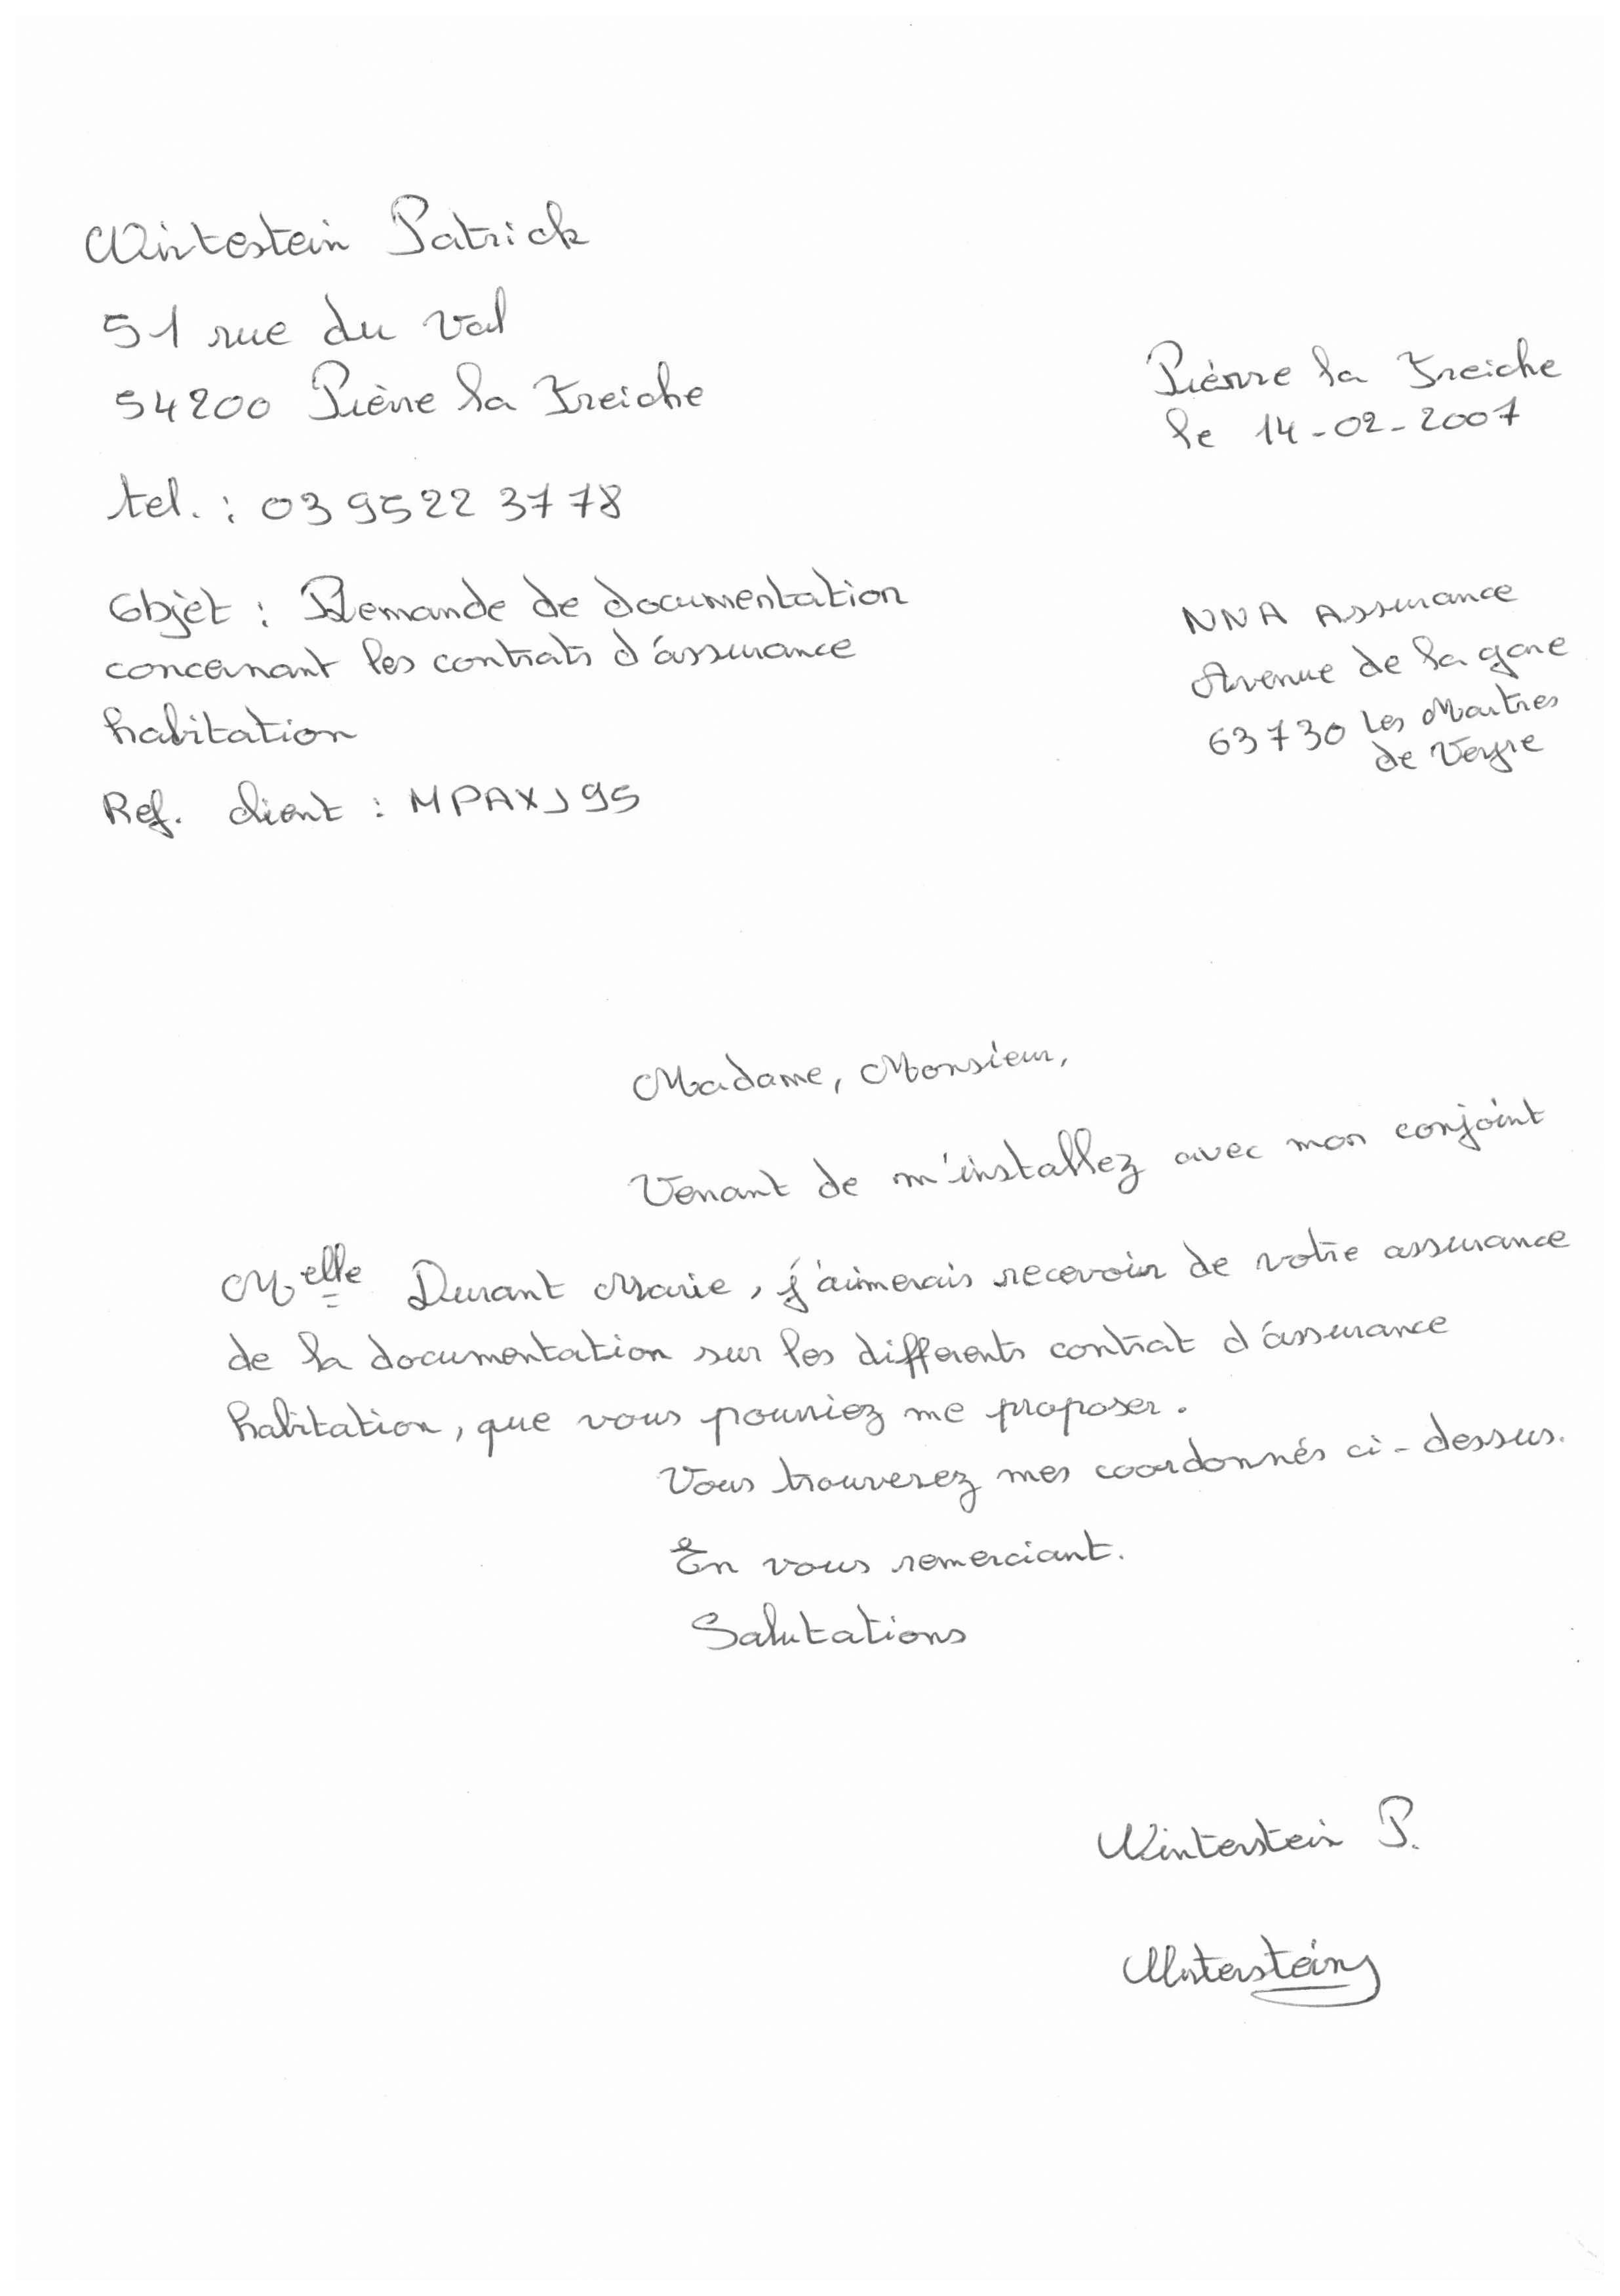 Wintestein Patrick
51 rue du Val
54200 Pièrre la Treiche
tel. : 03 95 22 37 78
Pièrre la Treiche
le 14-02-2007
Objet : Demande de documentation
concernant les contrats d'assurance
habitation
Ref. client : MPAXJ95
NNA Assurance
Avenue de la gare
63730 Les Martres
de Veyre
Madame, Monsieur,
Venant de m'installez avec mon conjoint
Melle Durant Marie, j'aimerais recevoir de votre assurance
de la documentation sur les differents contrat d'assurance
habitation, que vous pourriez me proposer.
Vous trouverez mes coordonnés ci-dessus.
En vous remerciant.
Salutations
Winterstein P.
Winterstein